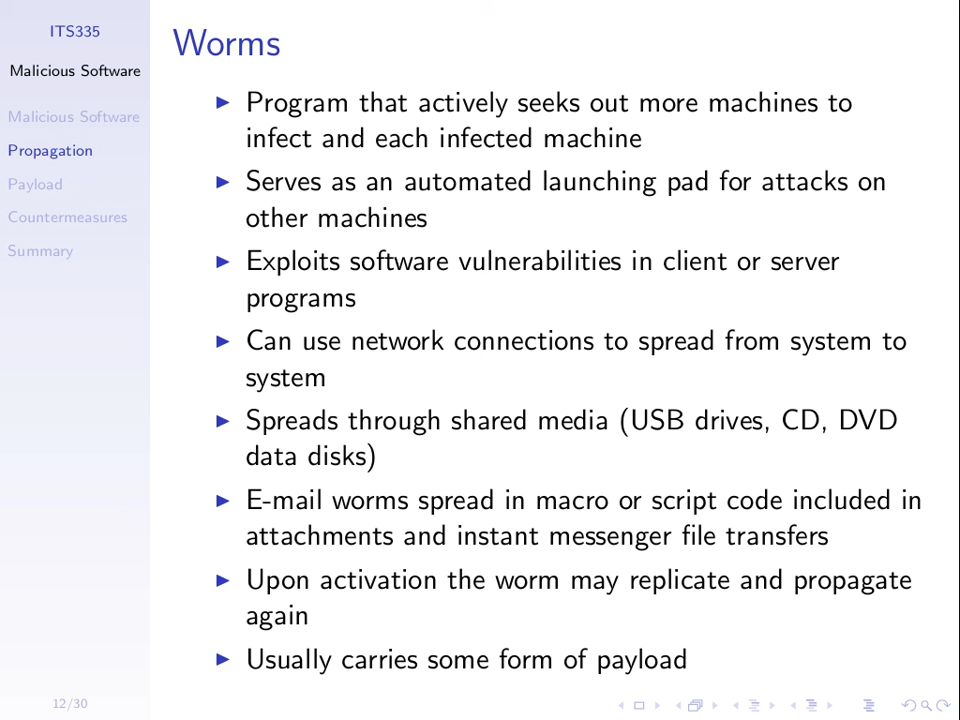 ITS335
Malicious Software
Malicious Software
Propagation
Payload
Countermeasures
Summary
12/30
Worms
Program that actively seeks out more machines to
infect and each infected machine
Serves as an automated launching pad for attacks on
other machines
Exploits software vulnerabilities in client or server
programs
Can use network connections to spread from system to
system
Spreads through shared media (USB drives, CD, DVD
data disks)
E-mail worms spread in macro or script code included in
attachments and instant messenger file transfers
Upon activation the worm may replicate and propagate
again
Usually carries some form of payload